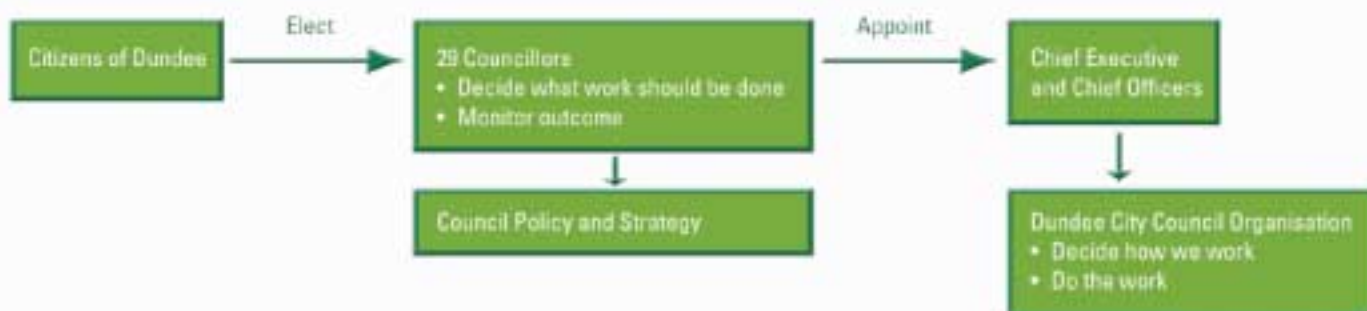 Citizens of Dundee
Elect
29 Councillors
• Decide what work should be done
• Monitor outcome
Council Policy and Strategy
Appoint
Chief Executive
and Chief Officers
Dundee City Council Organisation
• Decide how we work
• Do the work